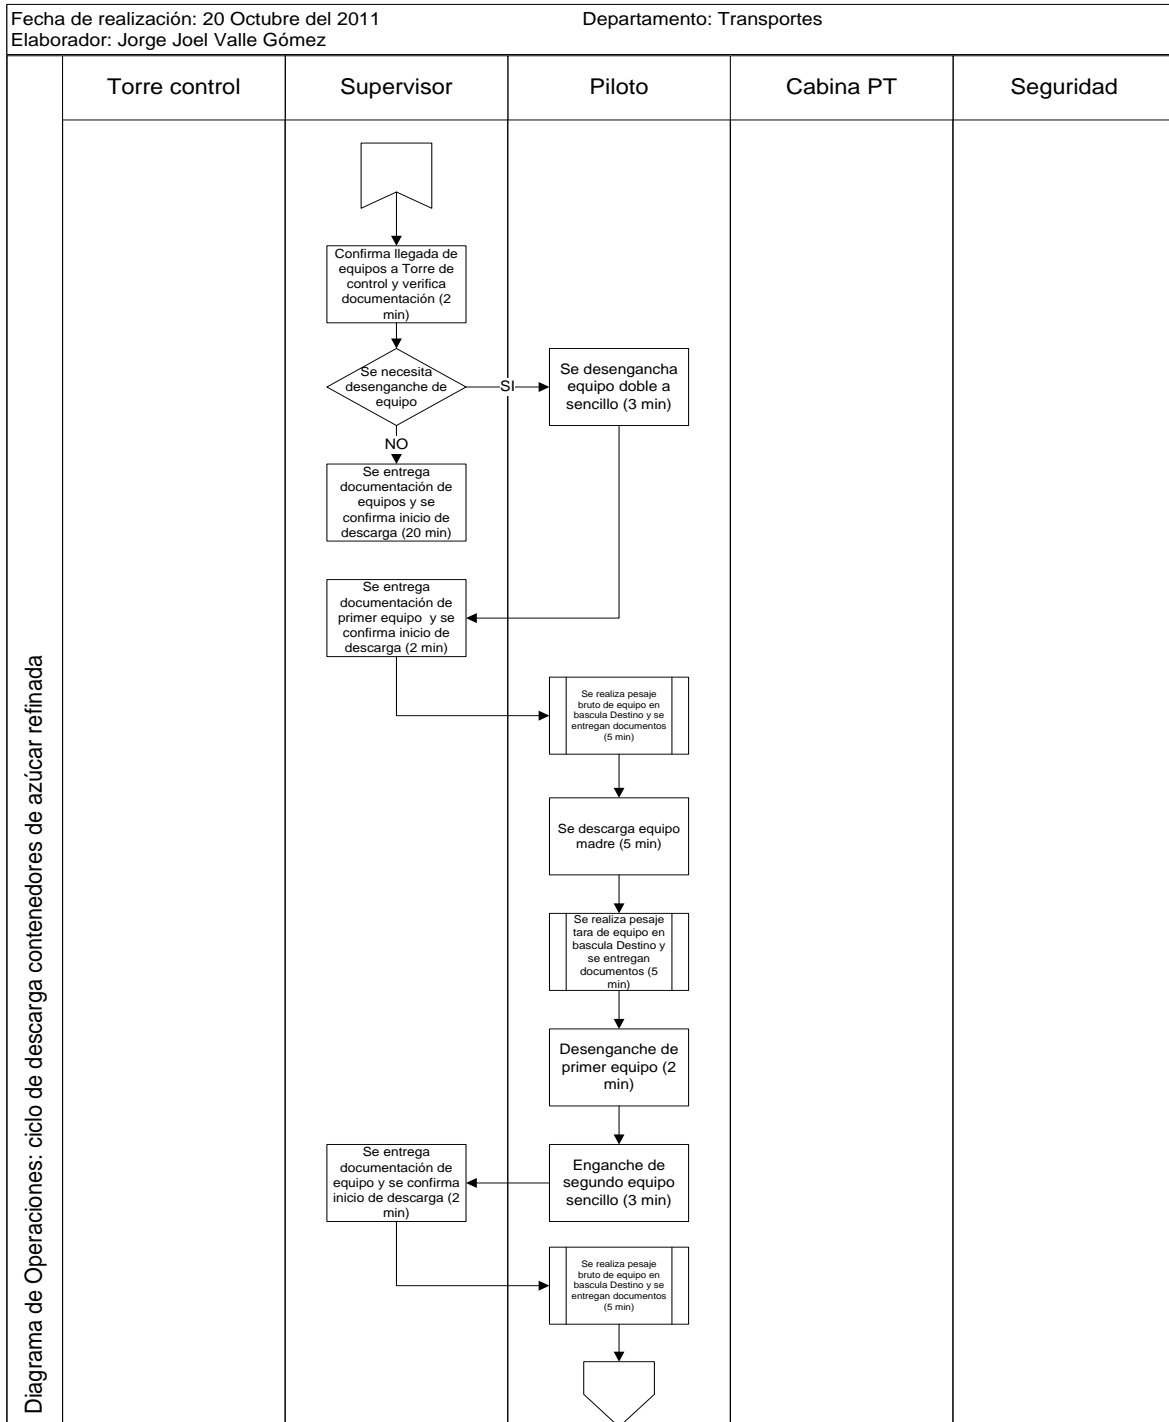 Fecha de realización: 20 Octubre del 2011
Departamento: Transportes
Elaborador: Jorge Joel Valle Gómez
Torre control
Supervisor
Piloto
Cabina PT
Seguridad
Diagrama de Operaciones: ciclo de descarga contenedores de azúcar refinada
Confirma llegada de
equipos a Torre de
control y verifica
documentación (2
min)
Se necesita
desenganche de
equipo
SI
Se desengancha
equipo doble a
sencillo (3 min)
NO
Se entrega
documentación de
equipos y se
confirma inicio de
descarga (20 min)
Se entrega
documentación de
primer equipo y se
confirma inicio de
descarga (2 min)
Se realiza pesaje
bruto de equipo en
bascula Destino y se
entregan documentos
(5 min)
Se descarga equipo
madre (5 min)
Se realiza pesaje
tara de equipo en
bascula Destino y
se entregan
documentos (5
min)
Desenganche de
primer equipo (2
min)
Se entrega
documentación de
equipo y se confirma
inicio de descarga (2
min)
Enganche de
segundo equipo
sencillo (3 min)
Se realiza pesaje
bruto de equipo en
bascula Destino y se
entregan documentos
(5 min)